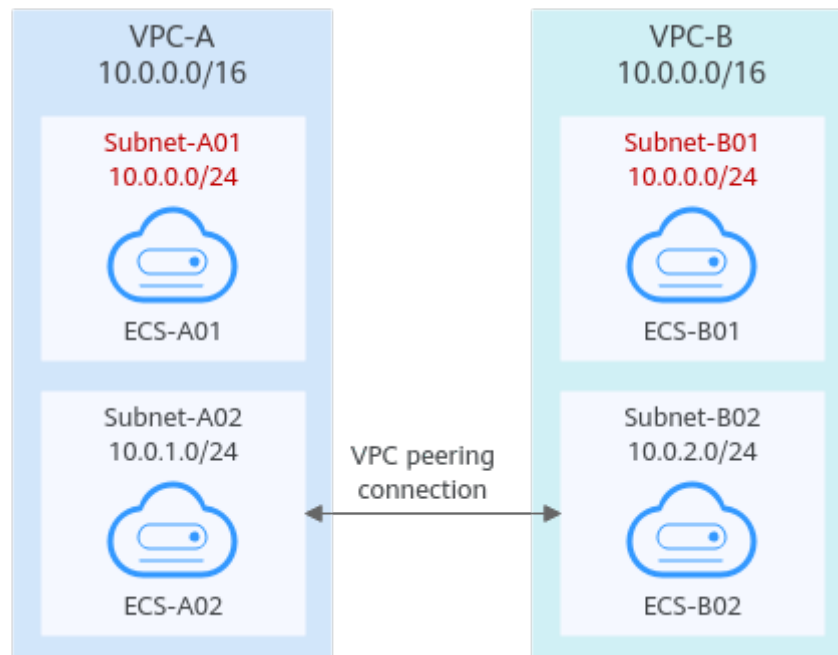 VPC-A
10.0.0.0/16
Subnet-A01
10.0.0.0/24
ECS-A01
Subnet-A02
10.0.1.0/24
ECS-A02
VPC peering
connection
VPC-B
10.0.0.0/16
Subnet-B01
10.0.0.0/24
ECS-B01
Subnet-B02
10.0.2.0/24
ECS-B02